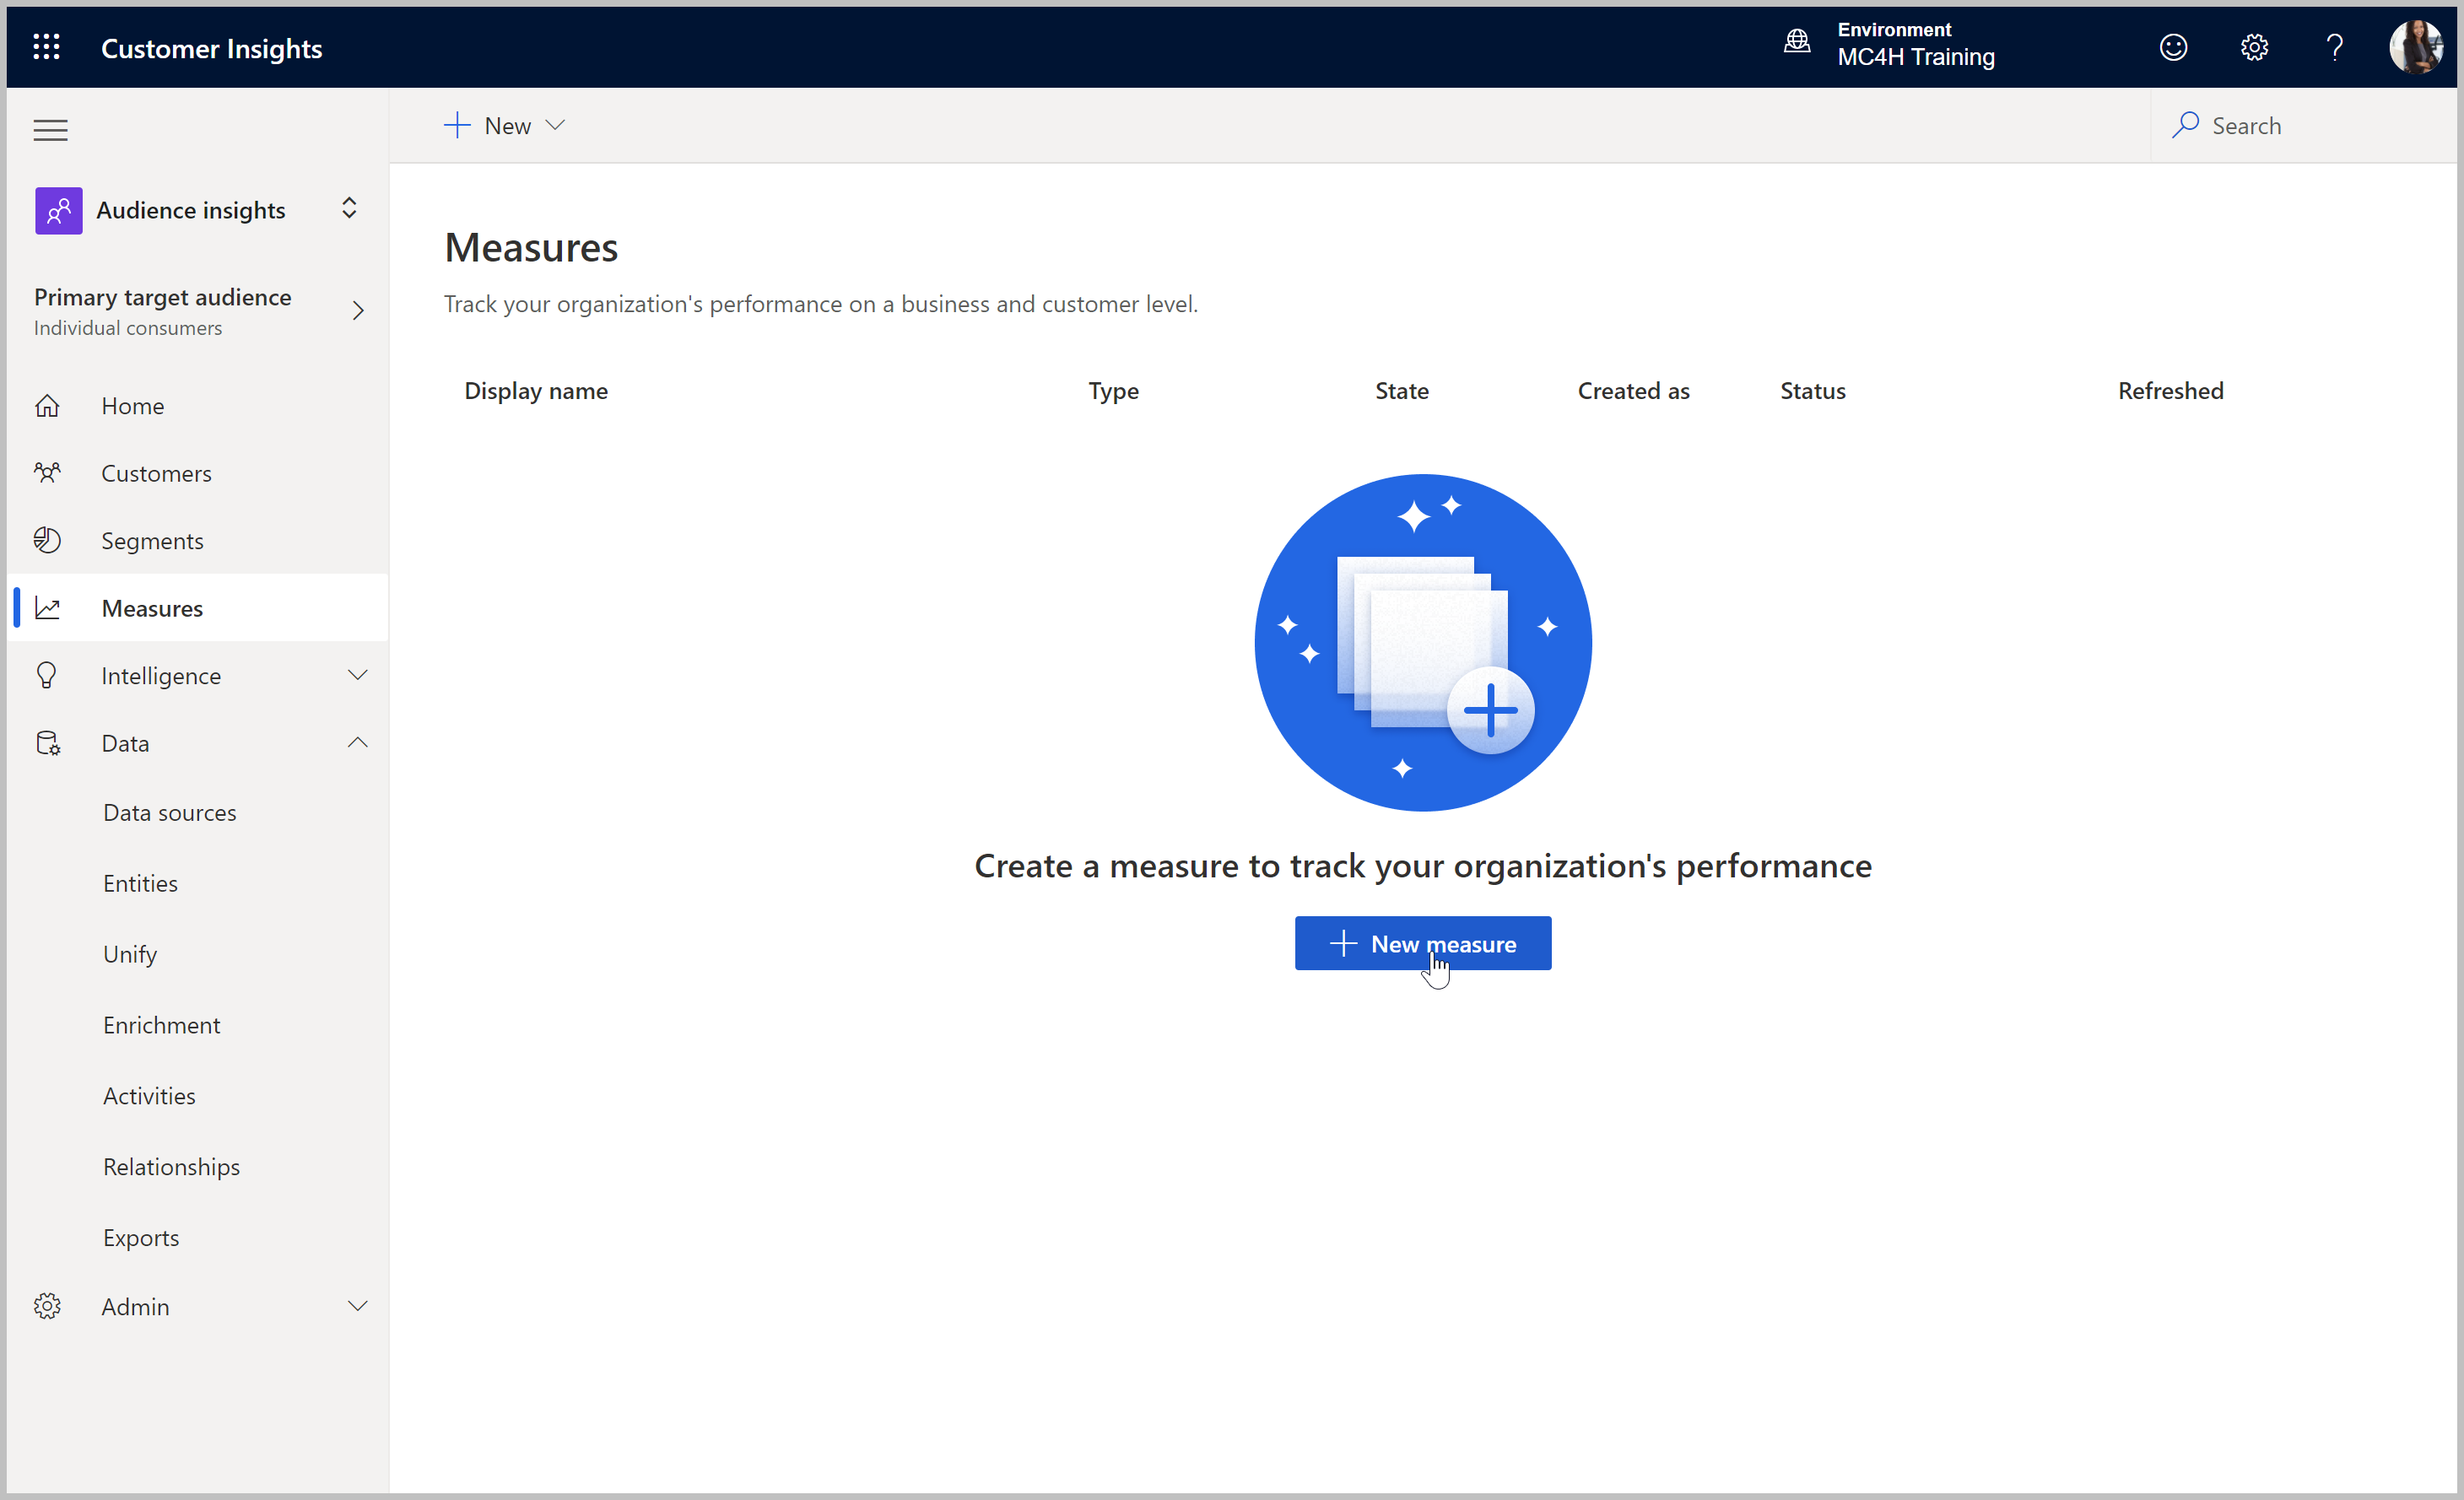 Customer Insights
Environment
MC4H Training
New
Search
Audience insights
Primary target audience
Individual consumers
Home
Customers
Segments
Measures
Intelligence
Data
Data sources
Entities
Unify
Enrichment
Activities
Relationships
Exports
Admin
Measures
Track your organization's performance on a business and customer level.
Display name Type State Created as Status Refreshed
Create a measure to track your organization's performance
New measure